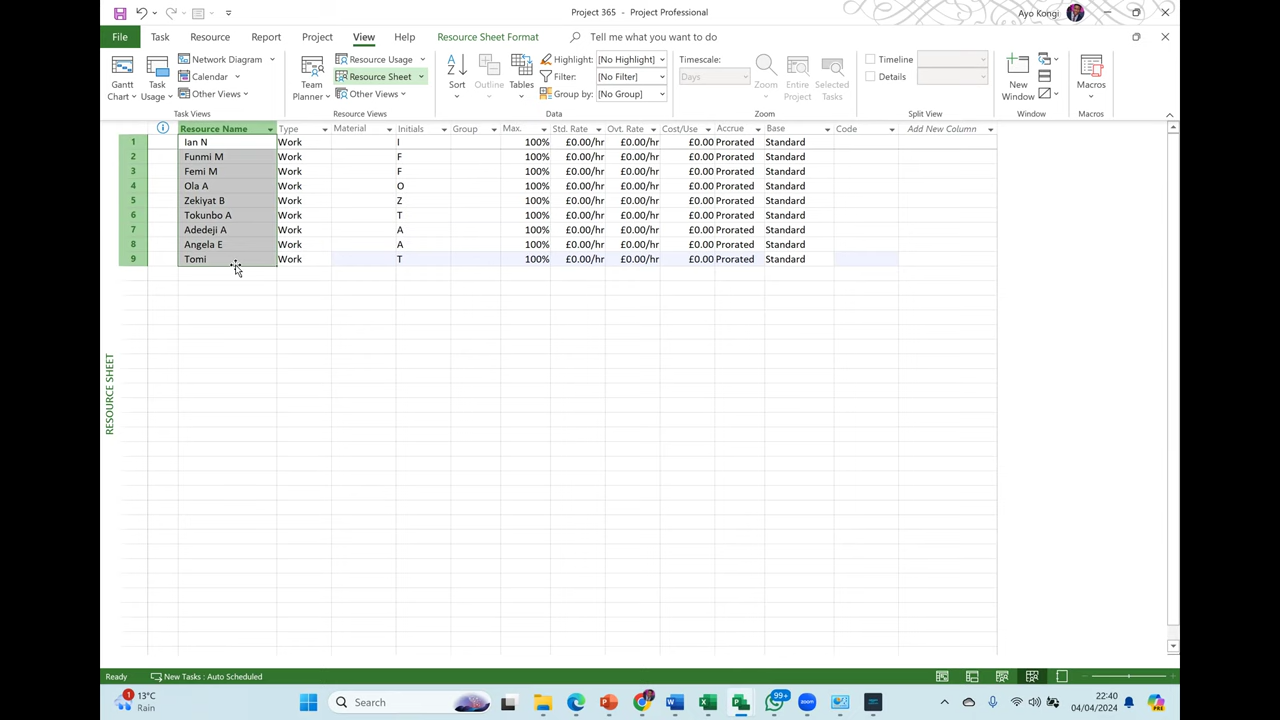 Project 365 - Project Professional
Ayo Kongi
File Task Resource Report Project View Help Resource Sheet Format Tell me what you want to do
Gantt Chart
Task Usage
Network Diagram
Calendar
Other Views
Task Views
Team Planner
Resource Usage
Resource Sheet
Other Views
Resource Views
Sort
Outline
Tables
Highlight: [No Highlight]
Filter: [No Filter]
Group by: [No Group]
Data
Timescale:
Days
Zoom
Entire Project
Selected Tasks
Zoom
Timeline
Details
Split View
New Window
Window
Macros
Macros
Resource Name Type Material Initials Group Max. Std. Rate Ovt. Rate Cost/Use Accrue Base Code Add New Column
1 Ian N Work I 100% £0.00/hr £0.00/hr £0.00 Prorated Standard
2 Funmi M Work F 100% £0.00/hr £0.00/hr £0.00 Prorated Standard
3 Femi M Work F 100% £0.00/hr £0.00/hr £0.00 Prorated Standard
4 Ola A Work O 100% £0.00/hr £0.00/hr £0.00 Prorated Standard
5 Zekiyat B Work Z 100% £0.00/hr £0.00/hr £0.00 Prorated Standard
6 Tokunbo A Work T 100% £0.00/hr £0.00/hr £0.00 Prorated Standard
7 Adedeji A Work A 100% £0.00/hr £0.00/hr £0.00 Prorated Standard
8 Angela E Work A 100% £0.00/hr £0.00/hr £0.00 Prorated Standard
9 Tomi Work T 100% £0.00/hr £0.00/hr £0.00 Prorated Standard
RESOURCE SHEET
Ready New Tasks : Auto Scheduled
1 13°C
Rain
Search
99+
zoom
22:40
04/04/2024
PRE